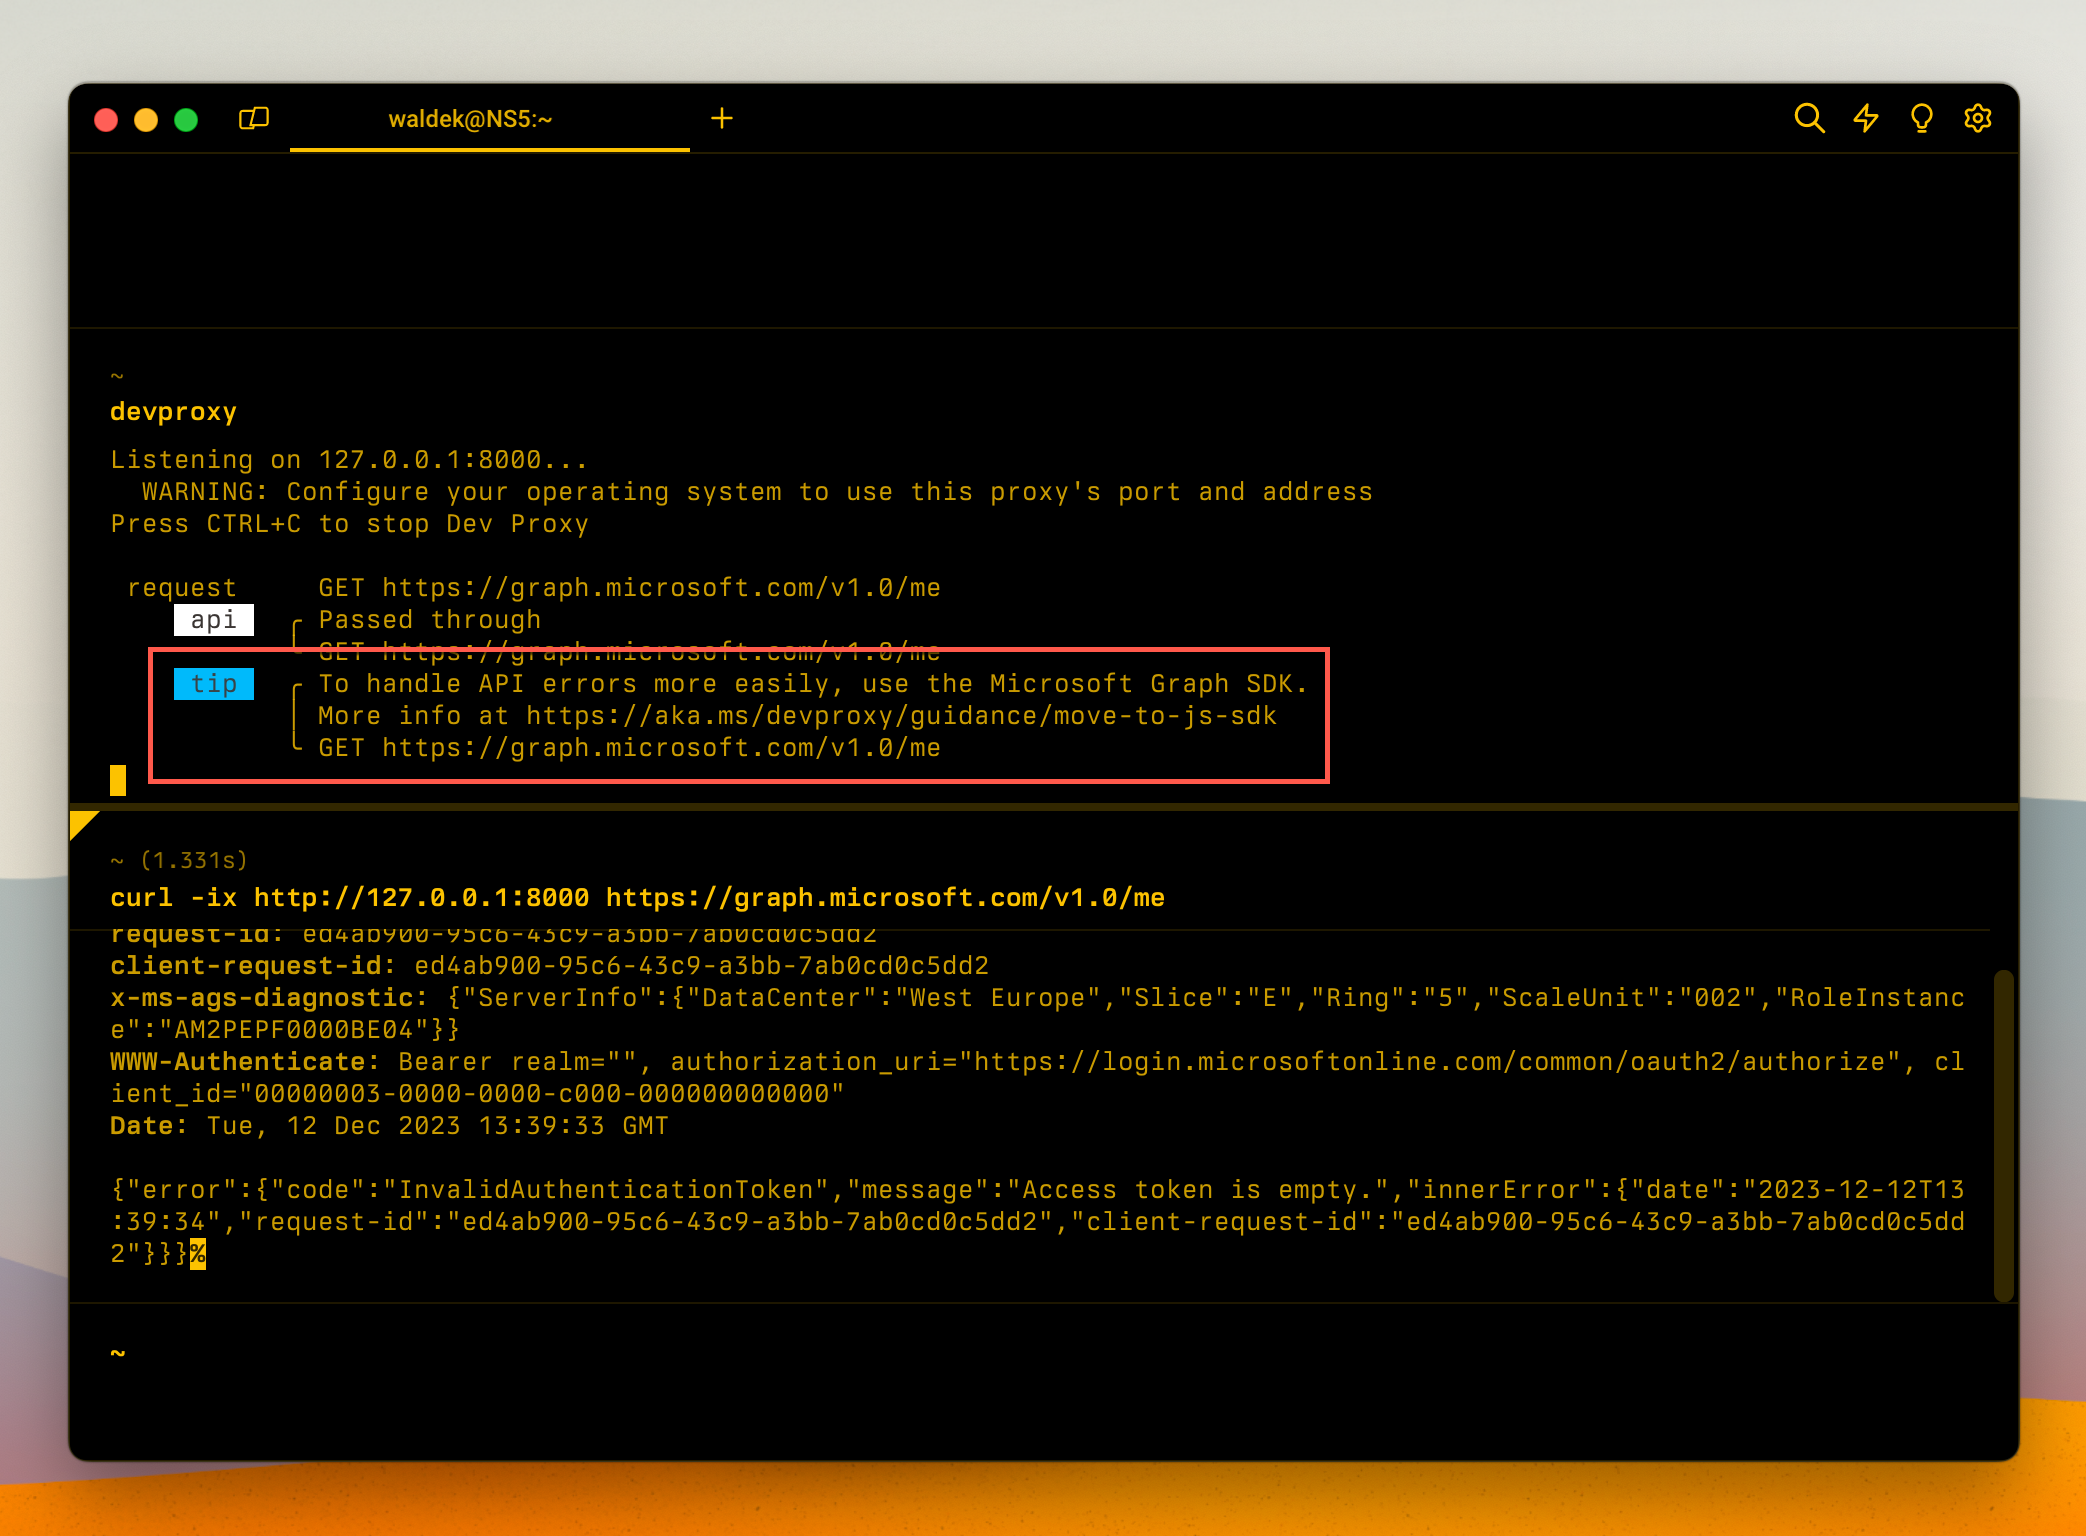 waldek@NS5:~
~
devproxy
Listening on 127.0.0.1:8000...
  WARNING: Configure your operating system to use this proxy's port and address
Press CTRL+C to stop Dev Proxy
request     GET https://graph.microsoft.com/v1.0/me
api   ╭ Passed through
      ╰ GET https://graph.microsoft.com/v1.0/me
tip   ╭ To handle API errors more easily, use the Microsoft Graph SDK.
      │ More info at https://aka.ms/devproxy/guidance/move-to-js-sdk
      ╰ GET https://graph.microsoft.com/v1.0/me
~ (1.331s)
curl -ix http://127.0.0.1:8000 https://graph.microsoft.com/v1.0/me
request-id: ed4ab900-95c6-43c9-a3bb-7ab0cd0c5dd2
client-request-id: ed4ab900-95c6-43c9-a3bb-7ab0cd0c5dd2
x-ms-ags-diagnostic: {"ServerInfo":{"DataCenter":"West Europe","Slice":"E","Ring":"5","ScaleUnit":"002","RoleInstanc
e":"AM2PEPF0000BE04"}}
WWW-Authenticate: Bearer realm="", authorization_uri="https://login.microsoftonline.com/common/oauth2/authorize", cl
ient_id="00000003-0000-0000-c000-000000000000"
Date: Tue, 12 Dec 2023 13:39:33 GMT
{"error":{"code":"InvalidAuthenticationToken","message":"Access token is empty.","innerError":{"date":"2023-12-12T13
:39:34","request-id":"ed4ab900-95c6-43c9-a3bb-7ab0cd0c5dd2","client-request-id":"ed4ab900-95c6-43c9-a3bb-7ab0cd0c5dd
2"}}}%
~